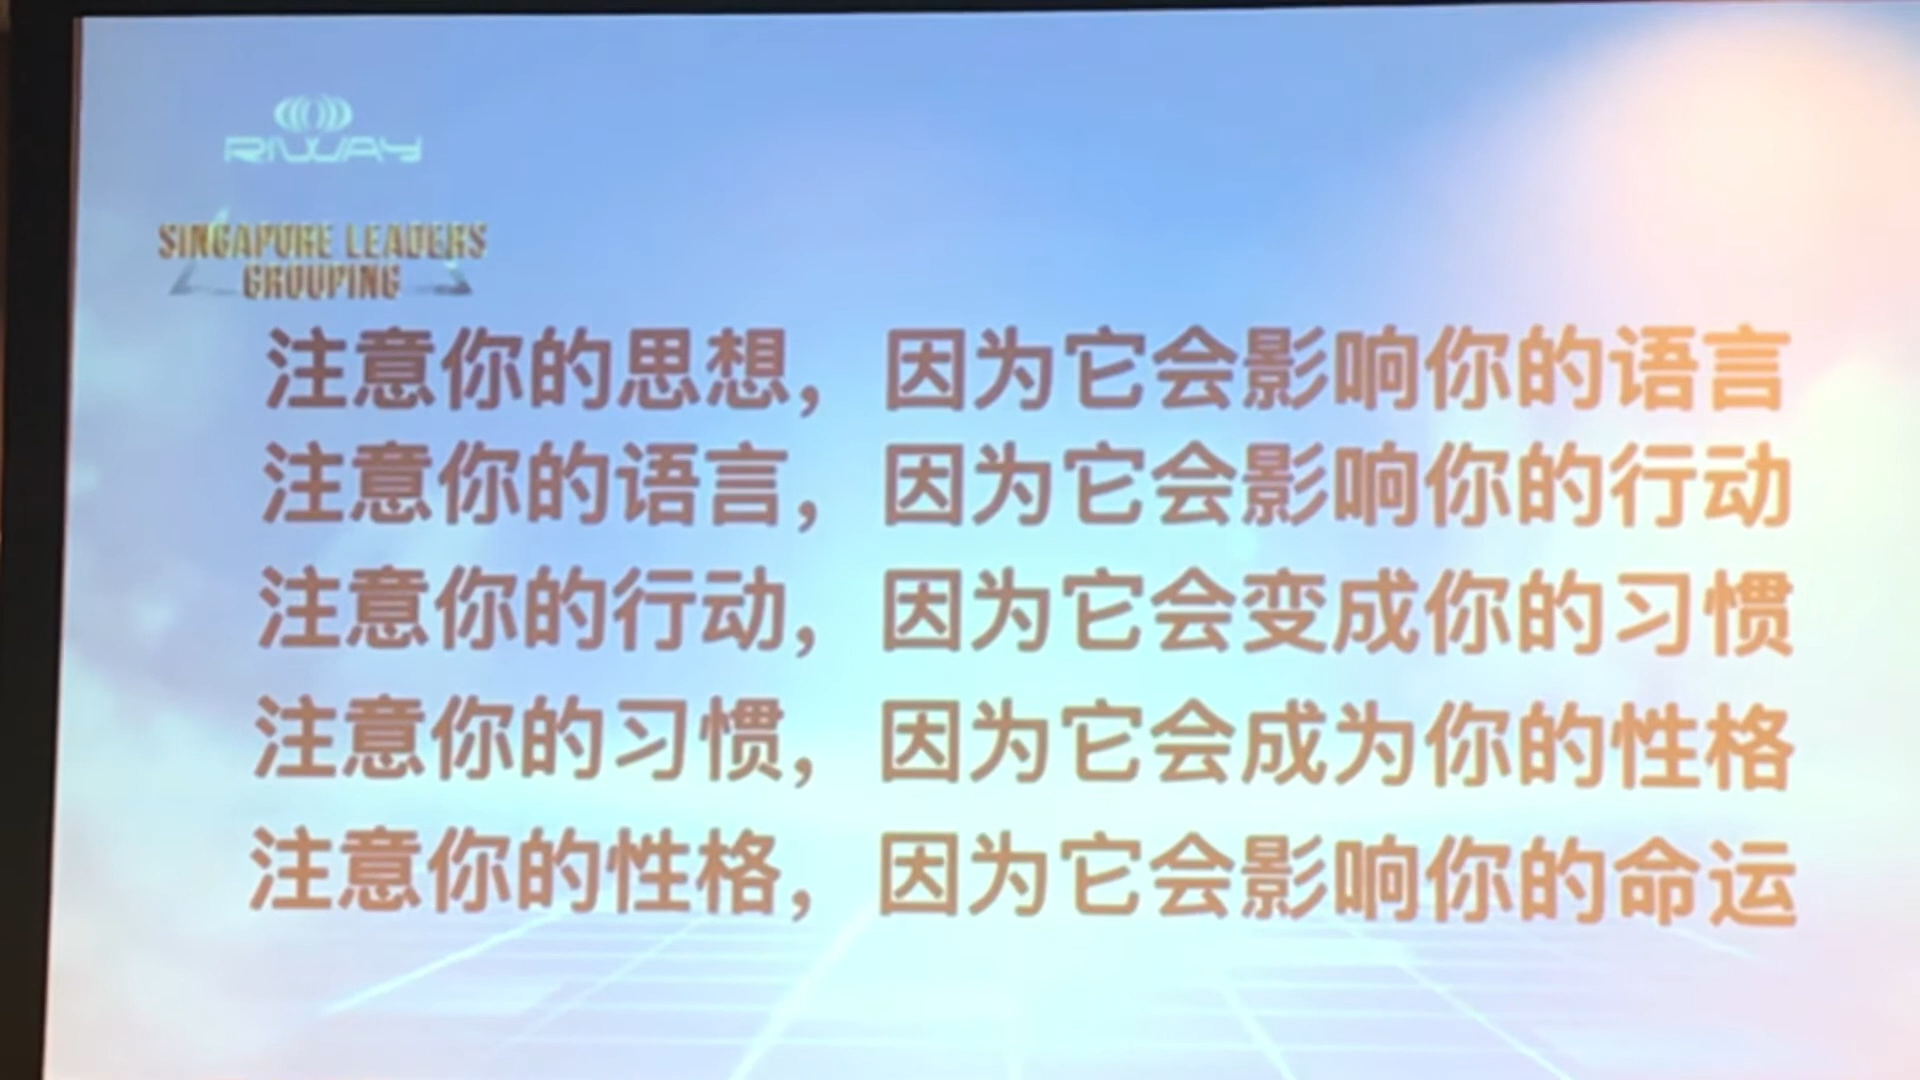 RIWAY
SINGAPORE LEADERS
GROUPING
注意你的思想，因为它会影响你的语言
注意你的语言，因为它会影响你的行动
注意你的行动，因为它会变成你的习惯
注意你的习惯，因为它会成为你的性格
注意你的性格，因为它会影响你的命运